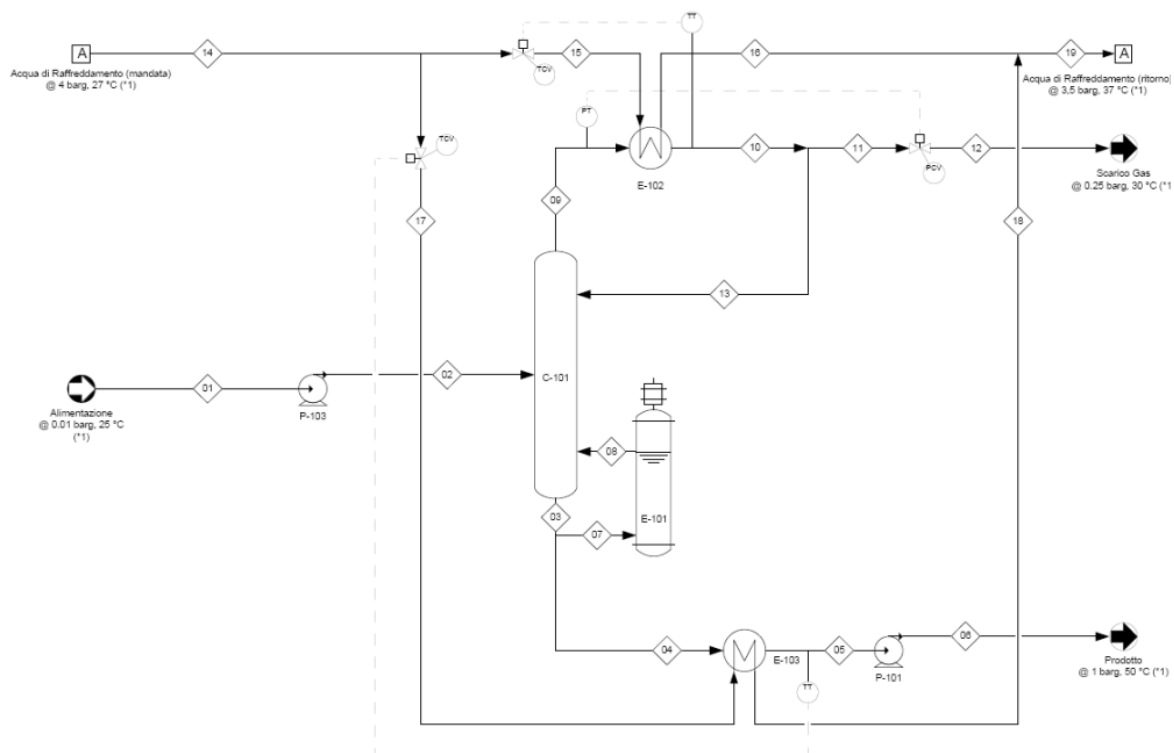 TT
A
14
15
16
19
A
Acqua di Raffreddamento (mandata)
@ 4 barg, 27 °C (*1)
TCV
Acqua di Raffreddamento (ritorno)
@ 3,5 barg, 37 °C (*1)
PT
TCV
10
11
12
E-102
PCV
Scarico Gas
@ 0.25 barg, 30 °C (*1
09
17
18
13
C-101
01
02
P-103
Alimentazione
@ 0.01 barg, 25 °C
(*1)
08
03
07
E-101
04
E-103
05
06
P-101
Prodotto
@ 1 barg, 50 °C (*1)
TT